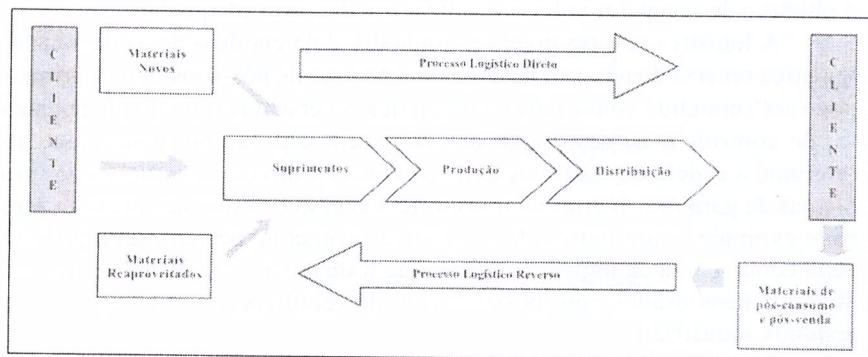 CLIENTE
Materiais
Novos
Processo Logístico Direto
CLIENTE
Suprimentos
Produção
Distribuição
Materiais
Reaproveitados
Processo Logístico Reverso
Materiais de
pós-consumo
e pós-venda